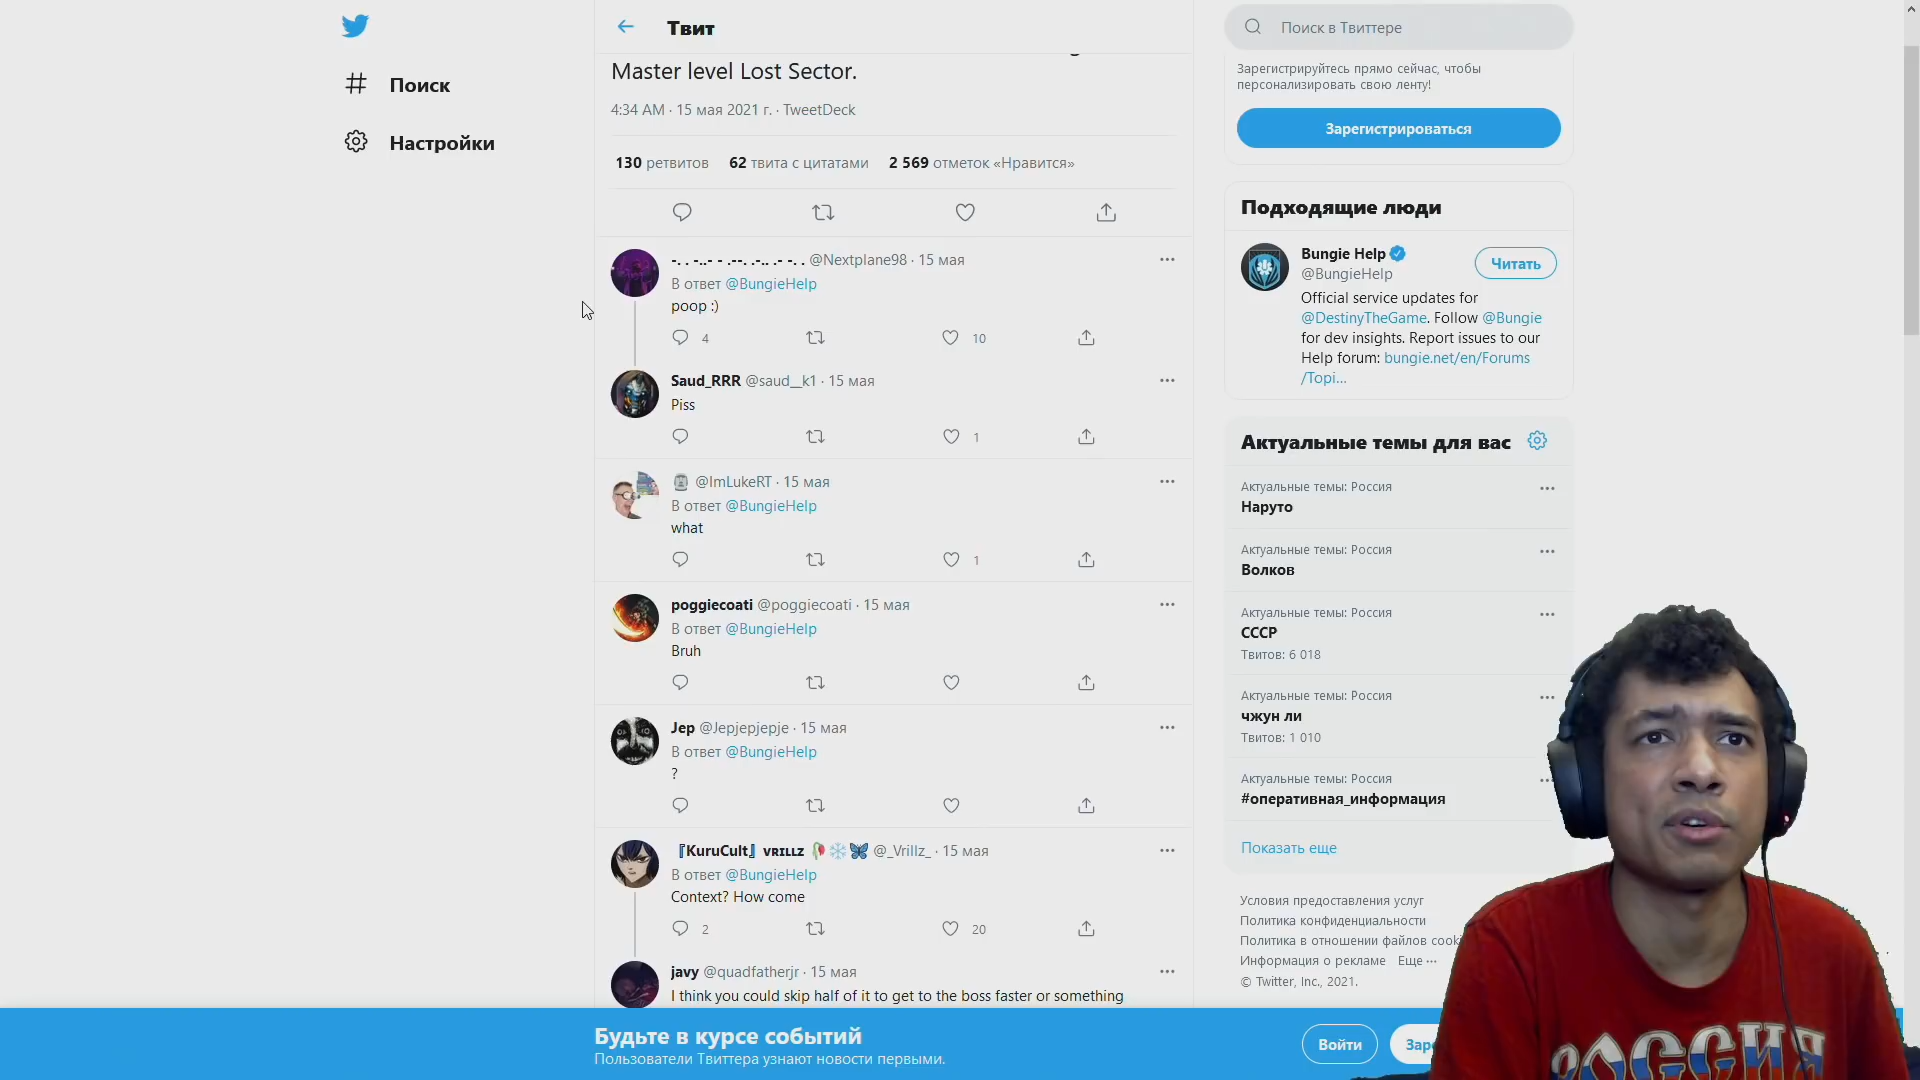 Поиск
Настройки
Твит
Master level Lost Sector.
4:34 AM · 15 мая 2021 г. · TweetDeck
130 ретвитов 62 твита с цитатами 2 569 отметок «Нравится»
-. . -..- - .--. .-.. .- -. . @Nextplane98 · 15 мая
В ответ @BungieHelp
poop :)
4 10
Saud_RRR @saud__k1 · 15 мая
Piss
1
@ImLukeRT · 15 мая
В ответ @BungieHelp
what
1
poggiecoati @poggiecoati · 15 мая
В ответ @BungieHelp
Bruh
Jep @Jepjepjepje · 15 мая
В ответ @BungieHelp
?
『KuruCult』ᴠʀɪʟʟᴢ 🥀❄️🦋 @_Vrillz_ · 15 мая
В ответ @BungieHelp
Context? How come
2 20
javy @quadfatherjr · 15 мая
I think you could skip half of it to get to the boss faster or something
Поиск в Твиттере
Зарегистрируйтесь прямо сейчас, чтобы
персонализировать свою ленту!
Зарегистрироваться
Подходящие люди
Bungie Help
@BungieHelp
Читать
Official service updates for
@DestinyTheGame. Follow @Bungie
for dev insights. Report issues to our
Help forum: bungie.net/en/Forums
/Topi...
Актуальные темы для вас
Актуальные темы: Россия
Наруто
Актуальные темы: Россия
Волков
Актуальные темы: Россия
СССР
Твитов: 6 018
Актуальные темы: Россия
чжун ли
Твитов: 1 010
Актуальные темы: Россия
#оперативная_информация
Показать еще
Условия предоставления услуг
Политика конфиденциальности
Политика в отношении файлов cooki
Информация о рекламе Еще ···
© Twitter, Inc., 2021.
Будьте в курсе событий
Пользователи Твиттера узнают новости первыми.
Войти
Заре
РОССИЯ